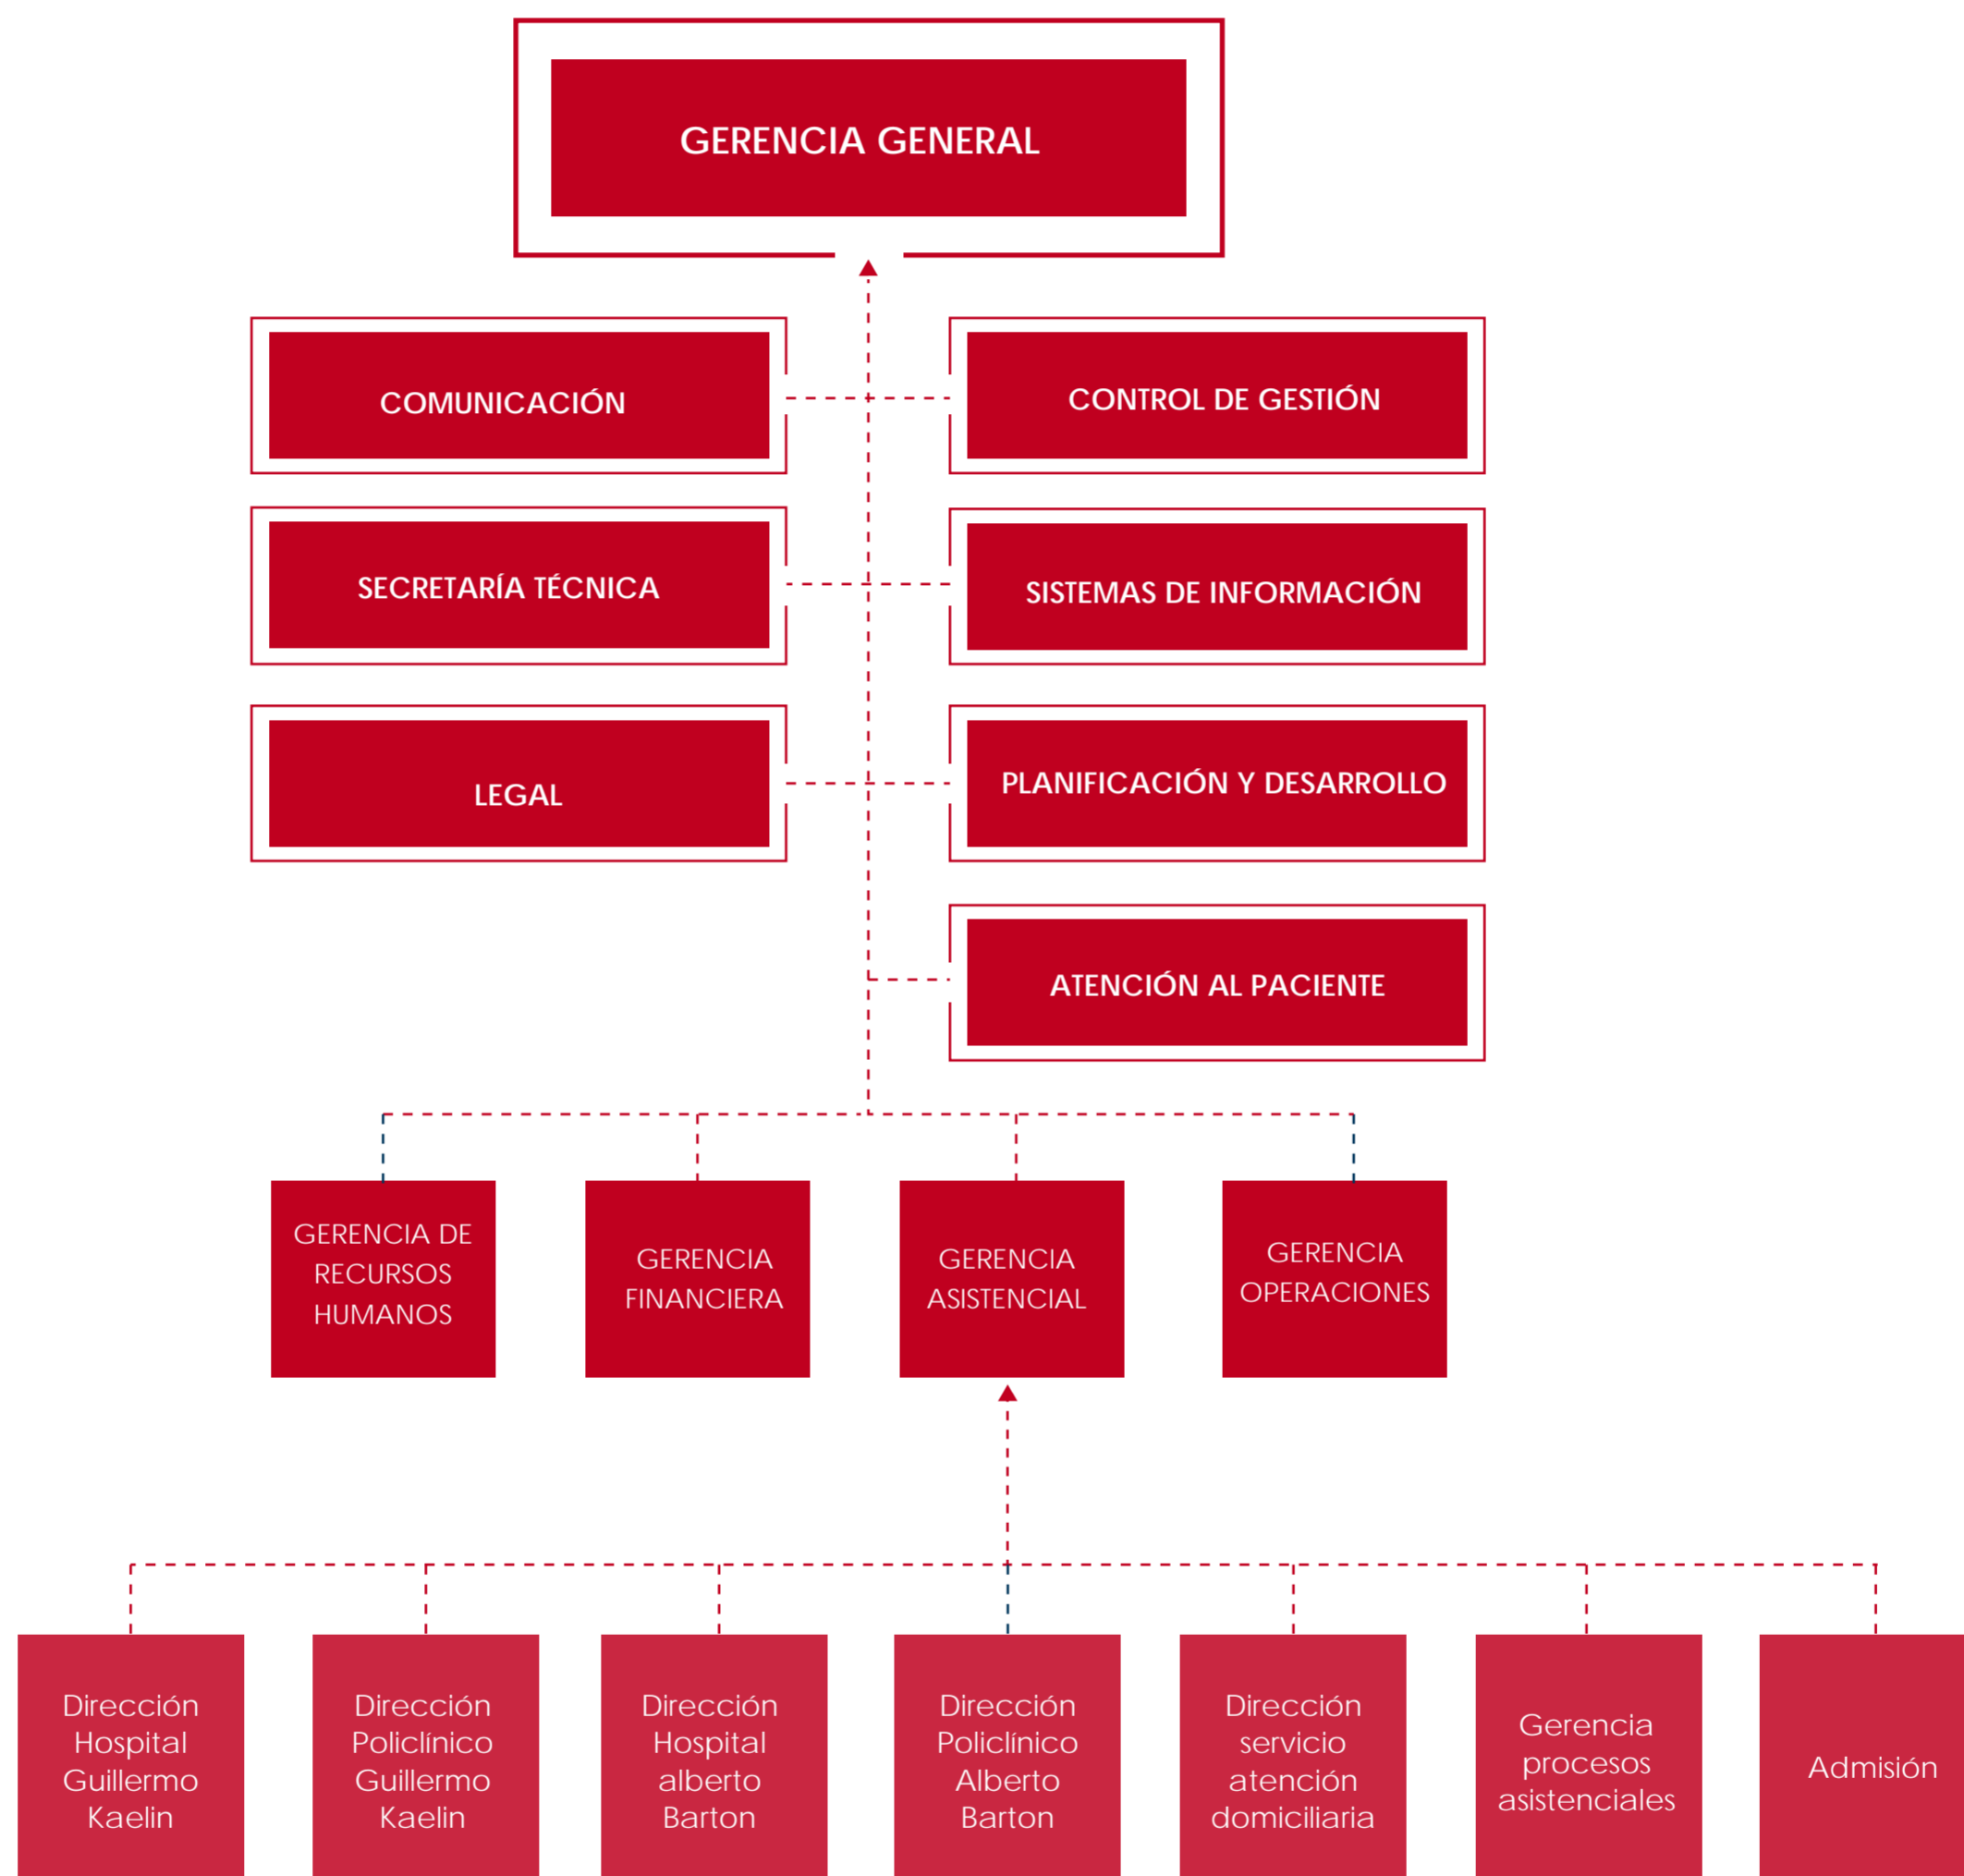 GERENCIA GENERAL
COMUNICACIÓN
CONTROL DE GESTIÓN
SECRETARÍA TÉCNICA
SISTEMAS DE INFORMACIÓN
LEGAL
PLANIFICACIÓN Y DESARROLLO
ATENCIÓN AL PACIENTE
GERENCIA DE
RECURSOS
HUMANOS
GERENCIA
FINANCIERA
GERENCIA
ASISTENCIAL
GERENCIA
OPERACIONES
Dirección
Hospital
Guillermo
Kaelin
Dirección
Policlínico
Guillermo
Kaelin
Dirección
Hospital
alberto
Barton
Dirección
Policlínico
Alberto
Barton
Dirección
servicio
atención
domiciliaria
Gerencia
procesos
asistenciales
Admisión